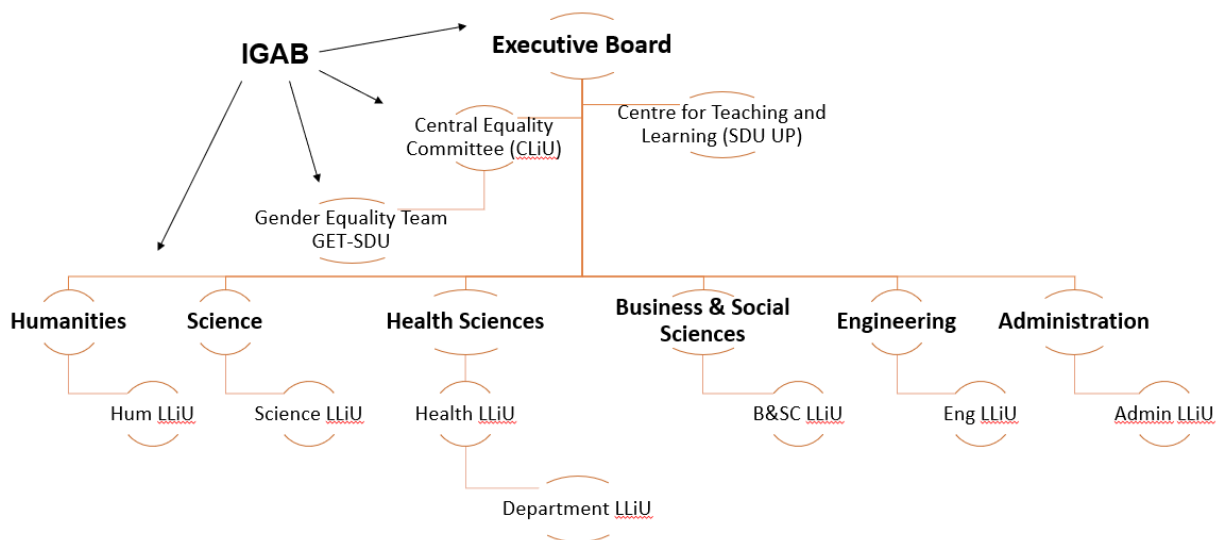 IGAB
Executive Board
Central Equality
Committee (CLiU)
Centre for Teaching and
Learning (SDU UP)
Gender Equality Team
GET-SDU
Humanities
Science
Health Sciences
Business & Social
Sciences
Engineering
Administration
Hum LLiU
Science LLiU
Health LLiU
B&SC LLiU
Eng LLiU
Admin LLiU
Department LLiU